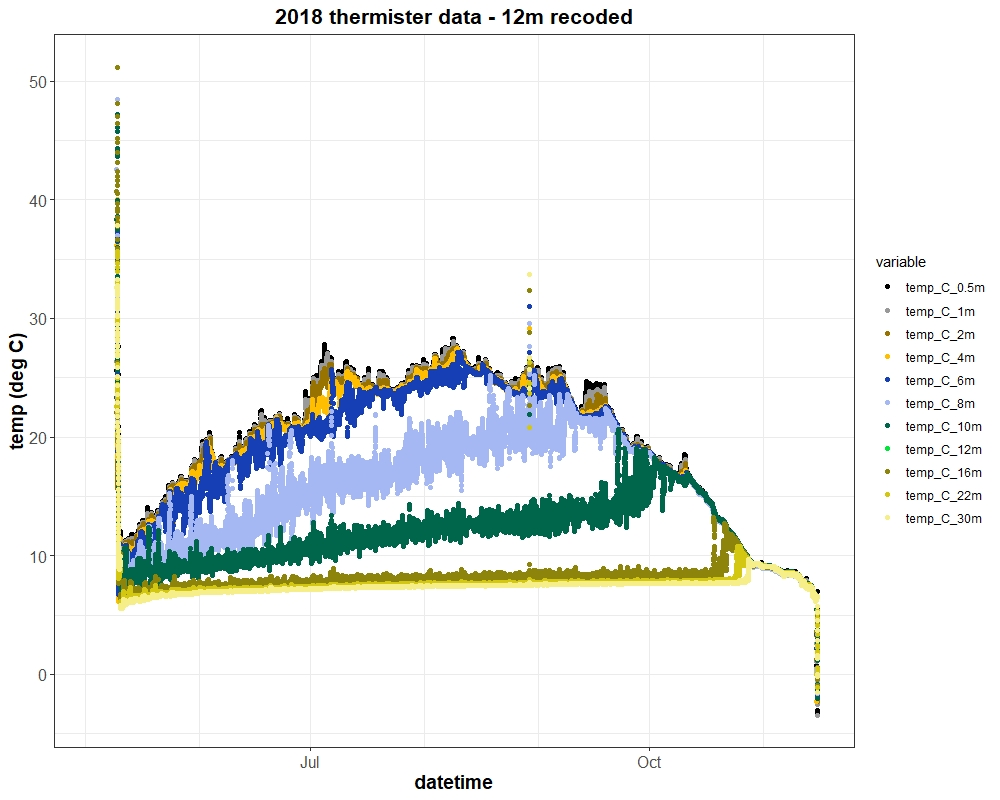 2018 thermister data - 12m recoded
temp (deg C)
50
40
30
20
10
0
Jul
Oct
datetime
variable
temp_C_0.5m
temp_C_1m
temp_C_2m
temp_C_4m
temp_C_6m
temp_C_8m
temp_C_10m
temp_C_12m
temp_C_16m
temp_C_22m
temp_C_30m